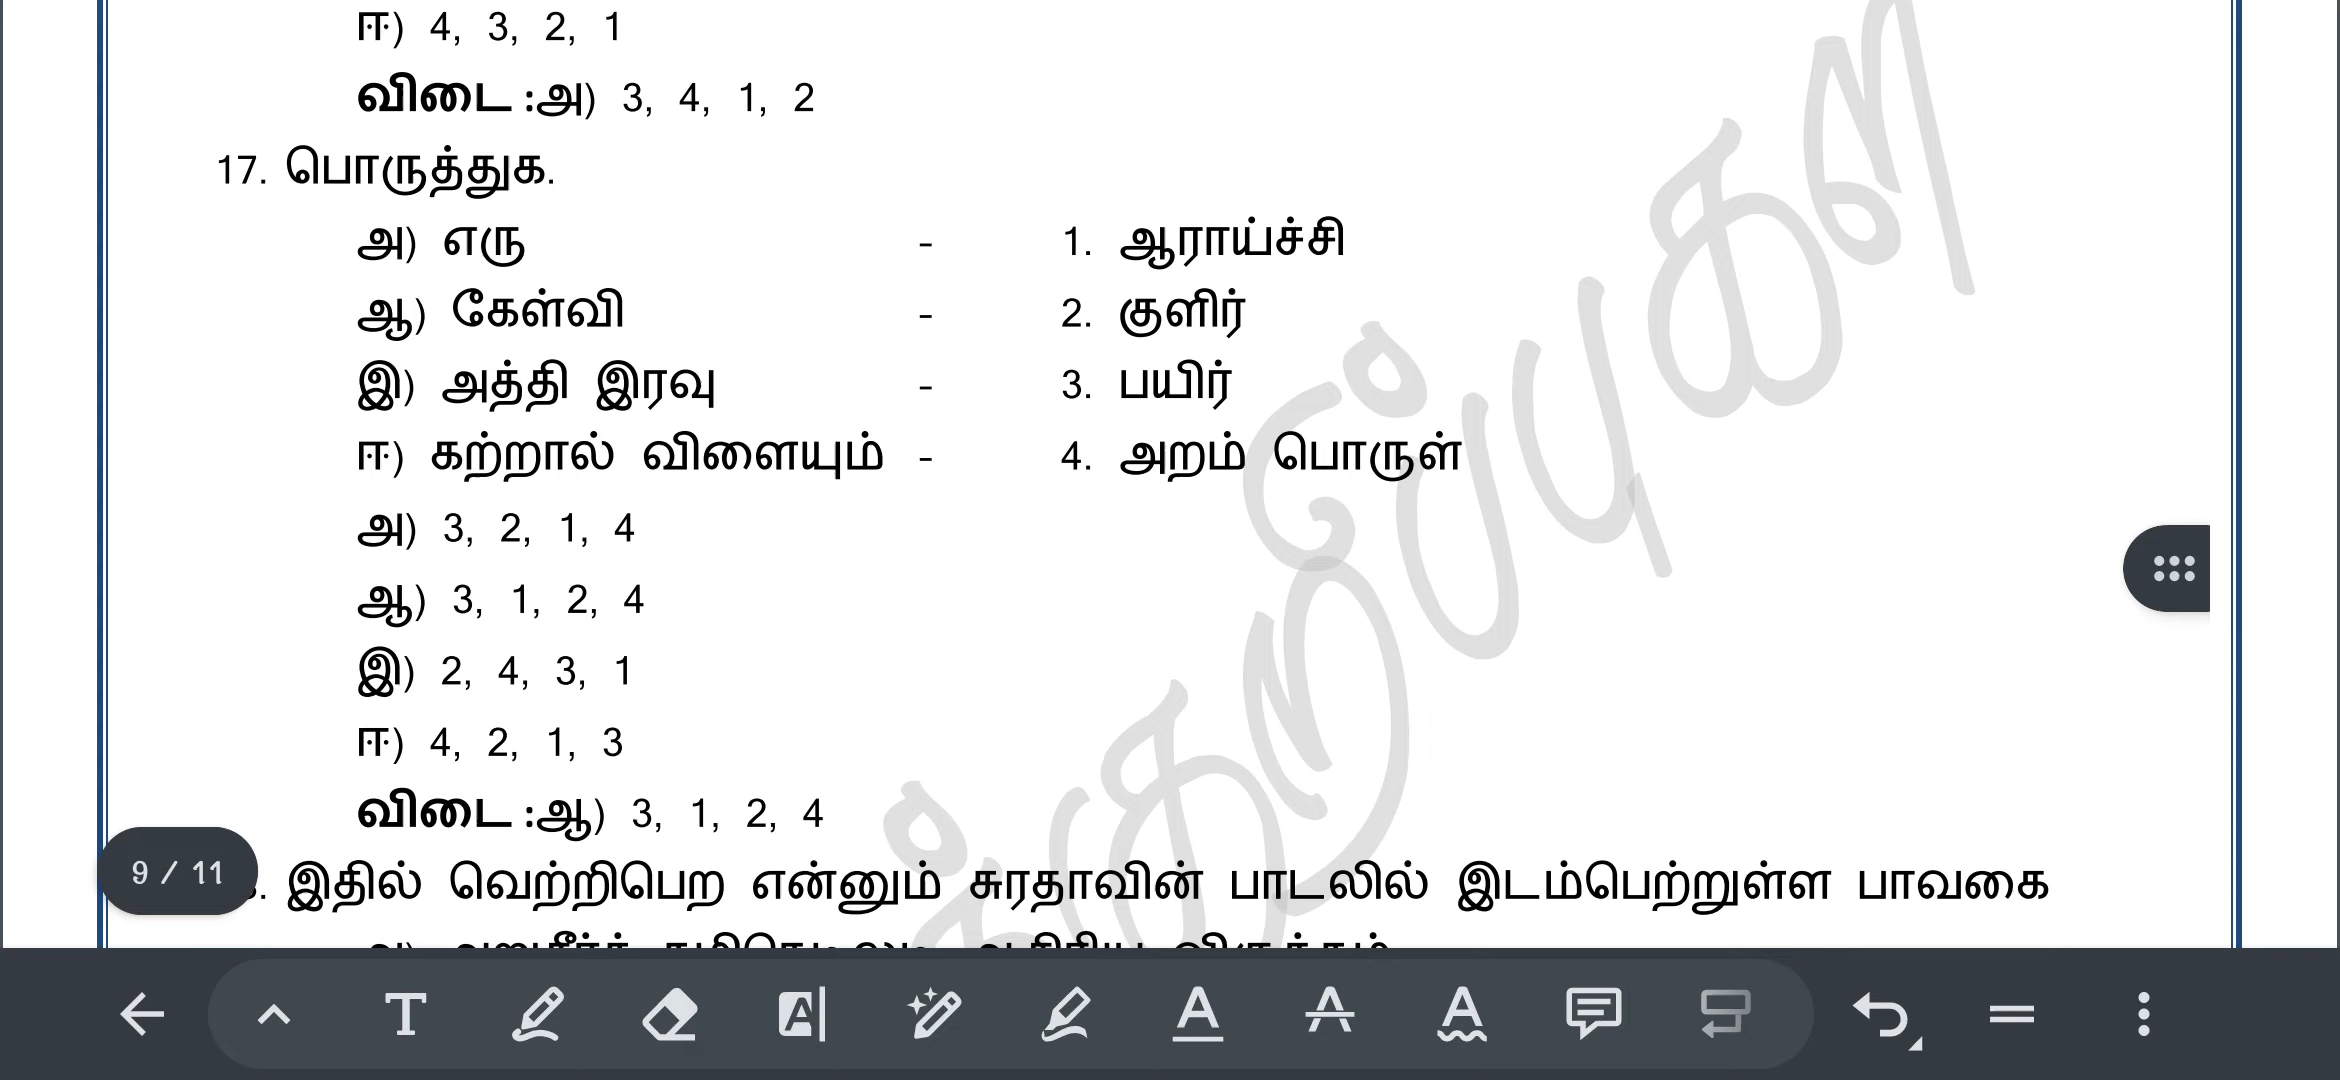 ஈ) 4, 3, 2, 1
விடை :அ) 3, 4, 1, 2
17. பொருத்துக.
அ) எரு - 1. ஆராய்ச்சி
ஆ) கேள்வி - 2. குளிர்
இ) அத்தி இரவு - 3. பயிர்
ஈ) கற்றால் விளையும் - 4. அறம் பொருள்
அ) 3, 2, 1, 4
ஆ) 3, 1, 2, 4
இ) 2, 4, 3, 1
ஈ) 4, 2, 1, 3
விடை :ஆ) 3, 1, 2, 4
இதில் வெற்றிபெற என்னும் சுரதாவின் பாடலில் இடம்பெற்றுள்ள பாவகை
9 / 11